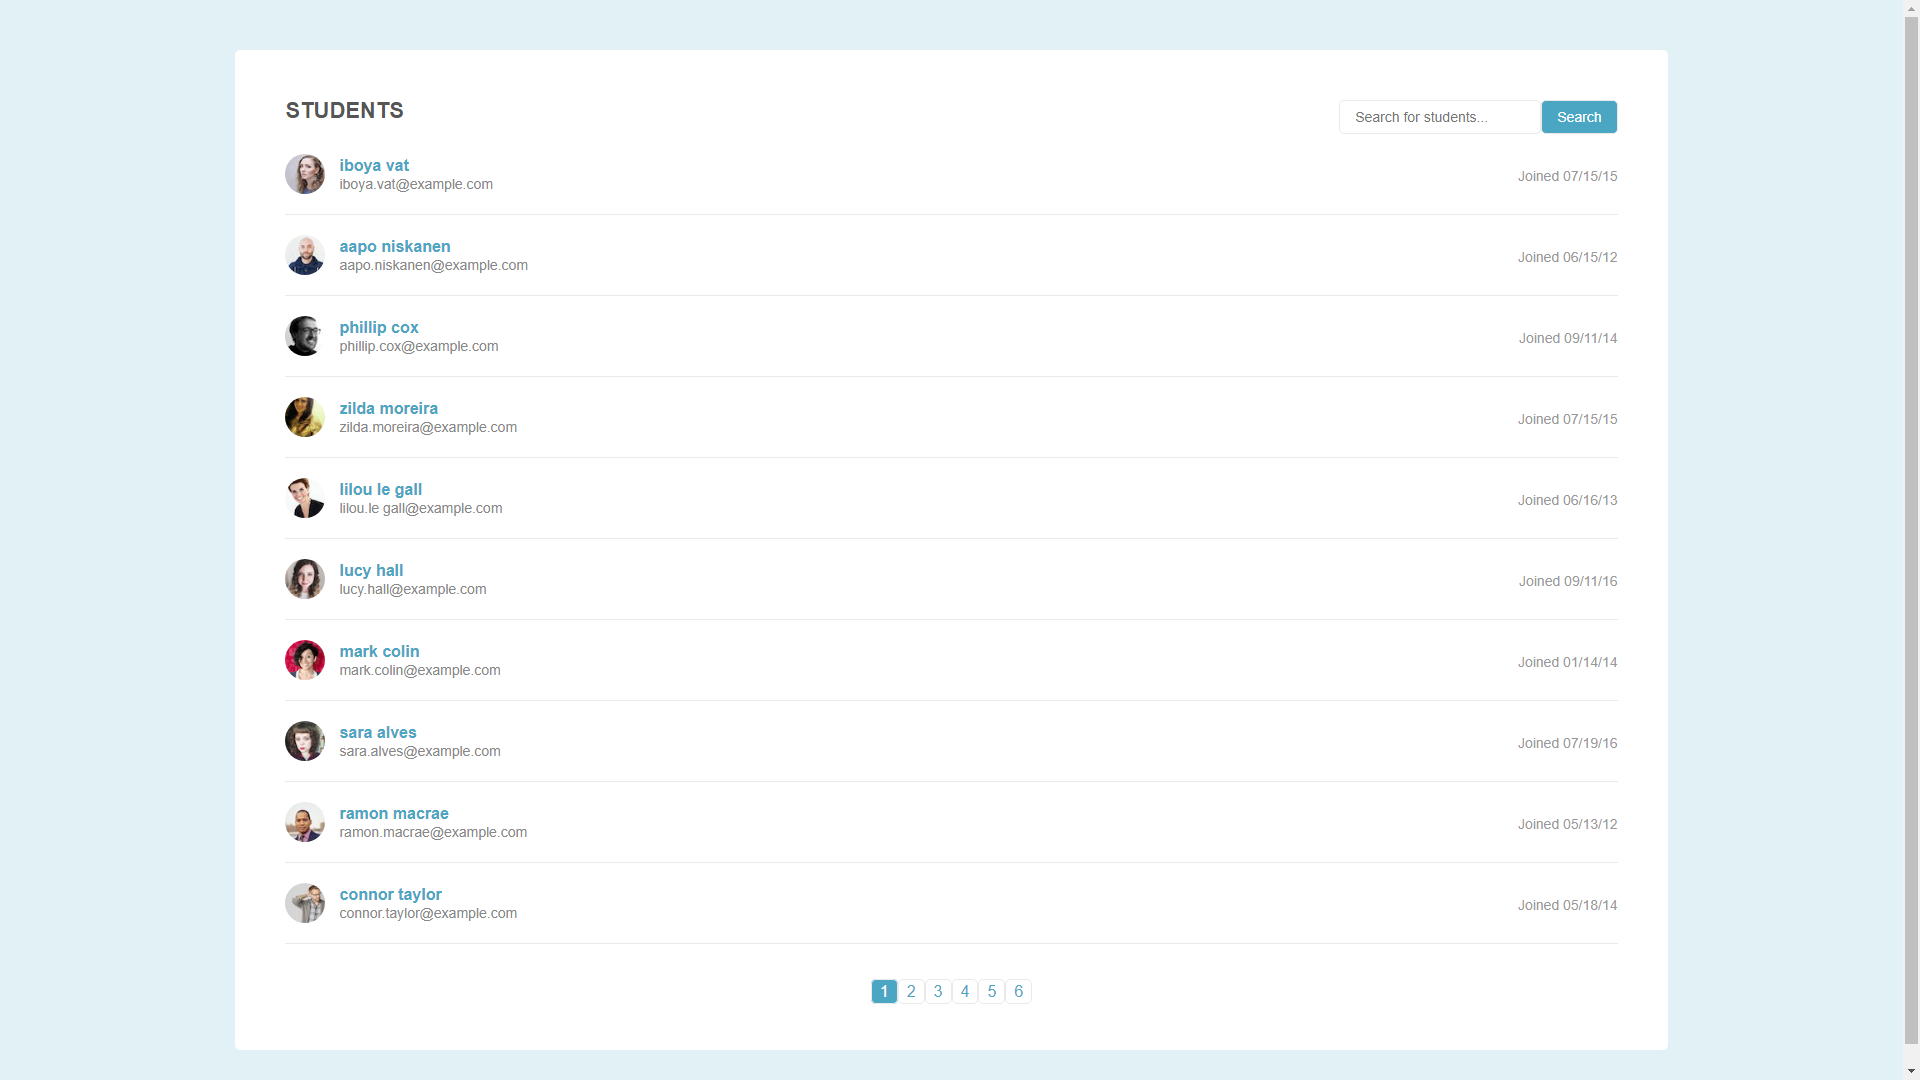 STUDENTS
Search for students...
Search
iboya vat
iboya.vat@example.com
Joined 07/15/15
aapo niskanen
aapo.niskanen@example.com
Joined 06/15/12
phillip cox
phillip.cox@example.com
Joined 09/11/14
zilda moreira
zilda.moreira@example.com
Joined 07/15/15
lilou le gall
lilou.le gall@example.com
Joined 06/16/13
lucy hall
lucy.hall@example.com
Joined 09/11/16
mark colin
mark.colin@example.com
Joined 01/14/14
sara alves
sara.alves@example.com
Joined 07/19/16
ramon macrae
ramon.macrae@example.com
Joined 05/13/12
connor taylor
connor.taylor@example.com
Joined 05/18/14
1 2 3 4 5 6